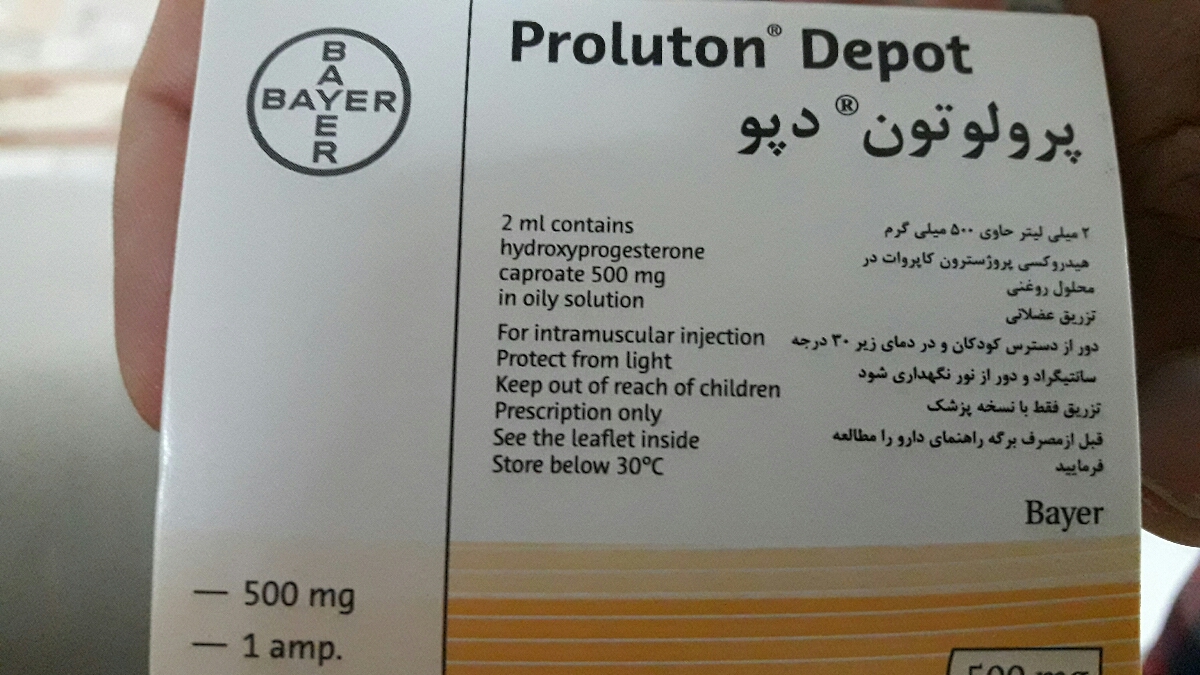 BAYER
BAYER
Proluton® Depot
پرولوتون® دپو
2 ml contains
hydroxyprogesterone
caproate 500 mg
in oily solution
For intramuscular injection
Protect from light
Keep out of reach of children
Prescription only
See the leaflet inside
Store below 30°C
۲ میلی لیتر حاوی ۵۰۰ میلی گرم
هیدروکسی پروژسترون کاپروات در
محلول روغنی
تزریق عضلانی
دور از دسترس کودکان و در دمای زیر ۳۰ درجه
سانتیگراد و دور از نور نگهداری شود
تزریق فقط با نسخه پزشک
قبل ازمصرف برگه راهنمای دارو را مطالعه
فرمایید
Bayer
— 500 mg
— 1 amp.
500 mg